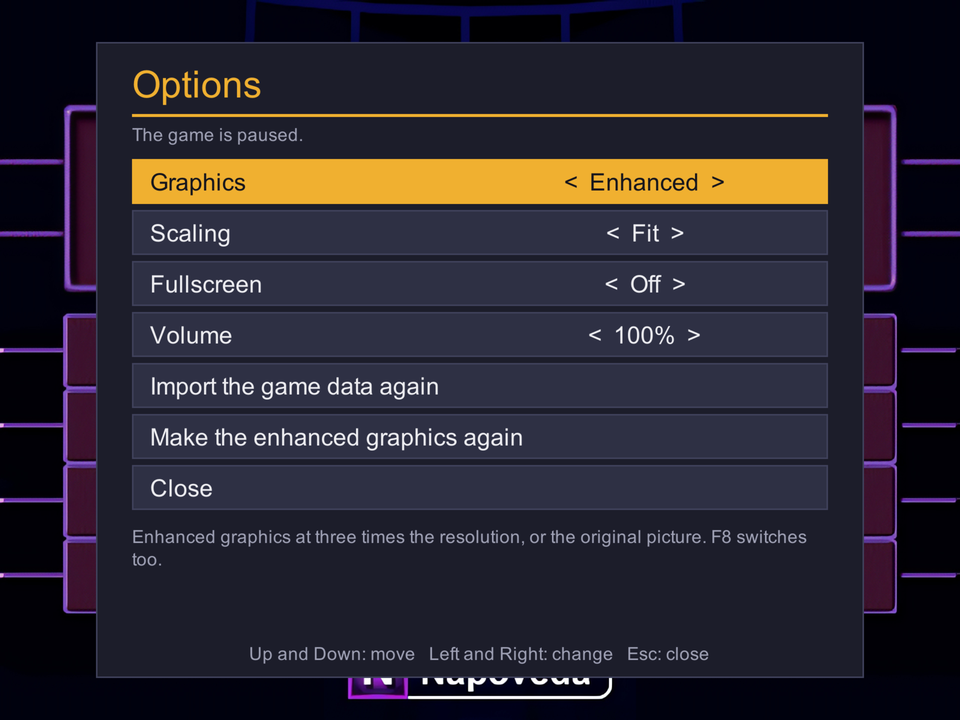 Options
The game is paused.
Graphics < Enhanced >
Scaling < Fit >
Fullscreen < Off >
Volume < 100% >
Import the game data again
Make the enhanced graphics again
Close
Enhanced graphics at three times the resolution, or the original picture. F8 switches
too.
Up and Down: move Left and Right: change Esc: close
N Nápověda